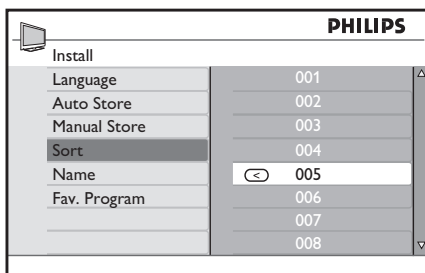 PHILIPS
Install
Language 001
Auto Store 002
Manual Store 003
Sort 004
Name < 005
Fav. Program 006
007
008